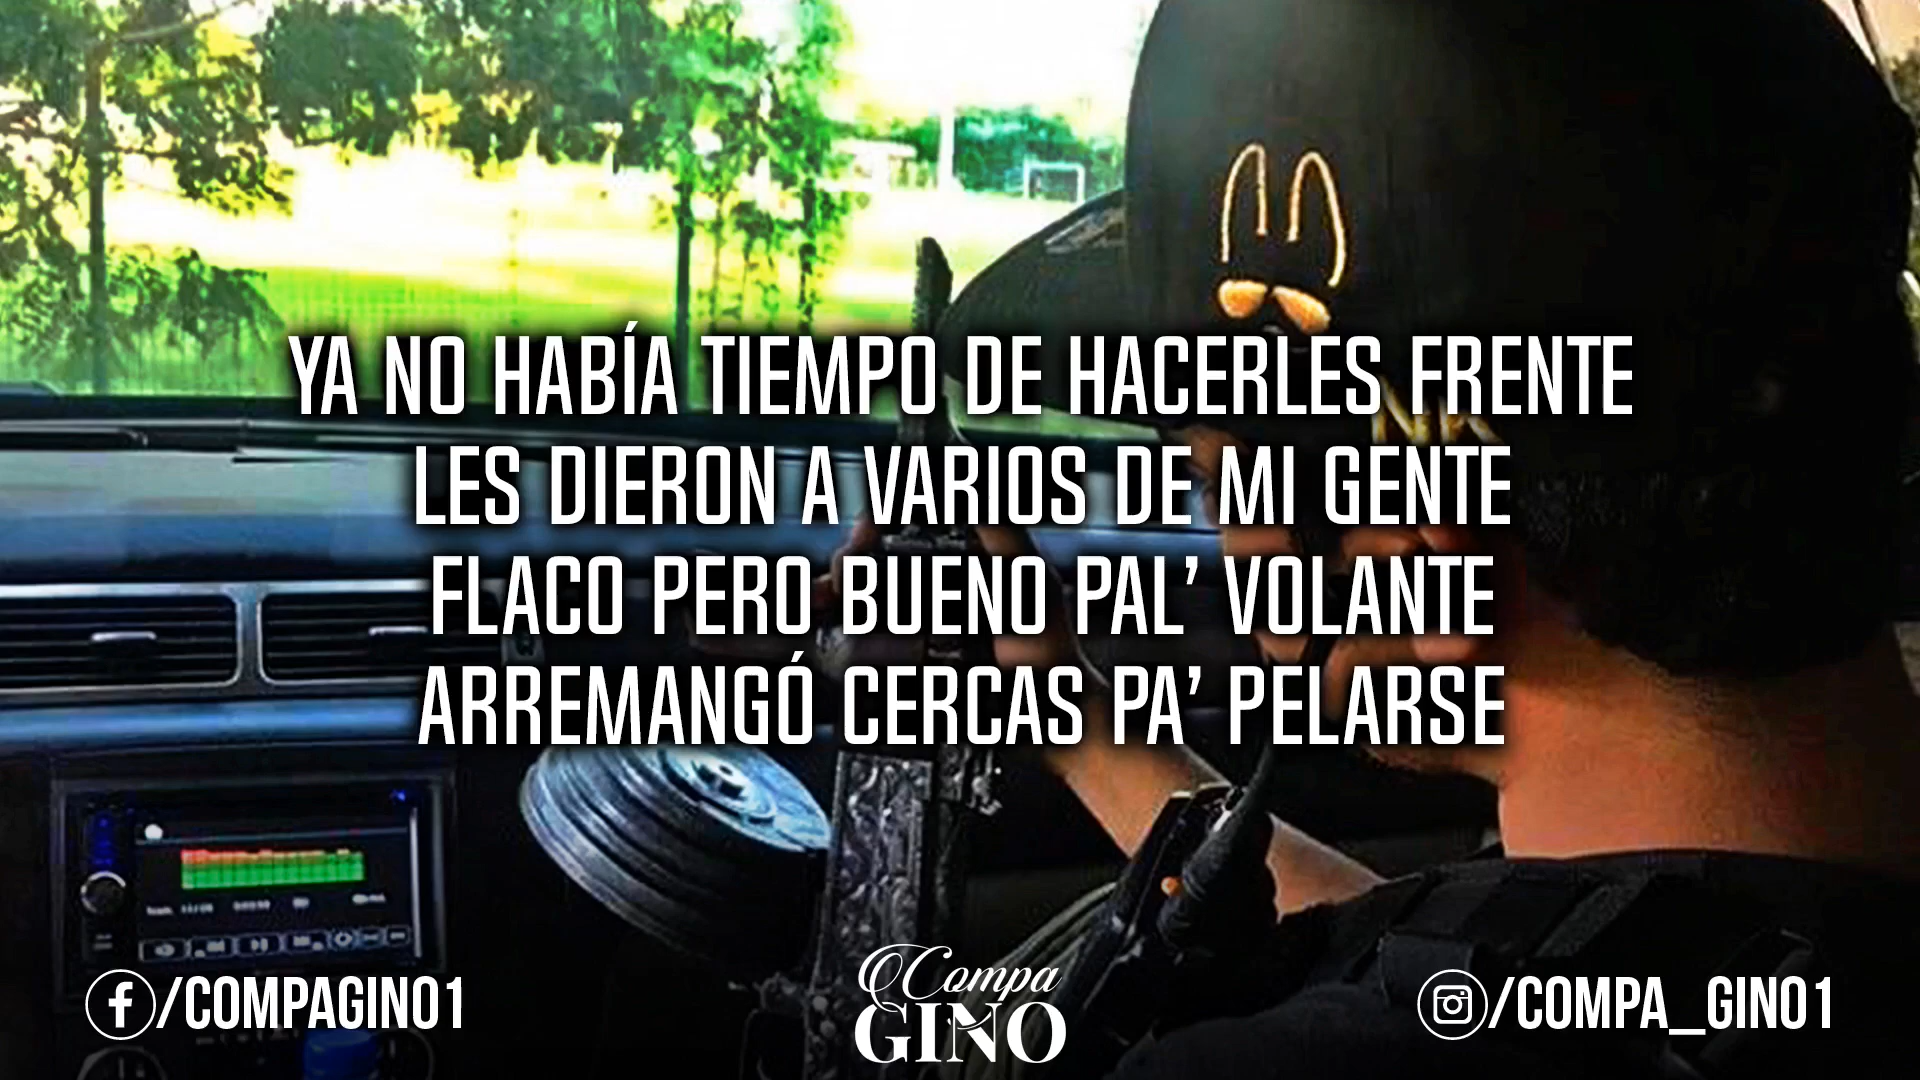 YA NO HABÍA TIEMPO DE HACERLES FRENTE
LES DIERON A VARIOS DE MI GENTE
FLACO PERO BUENO PAL’ VOLANTE
ARREMANGÓ CERCAS PA’ PELARSE
/COMPAGINO1
Compa
GINO
/COMPA_GINO1